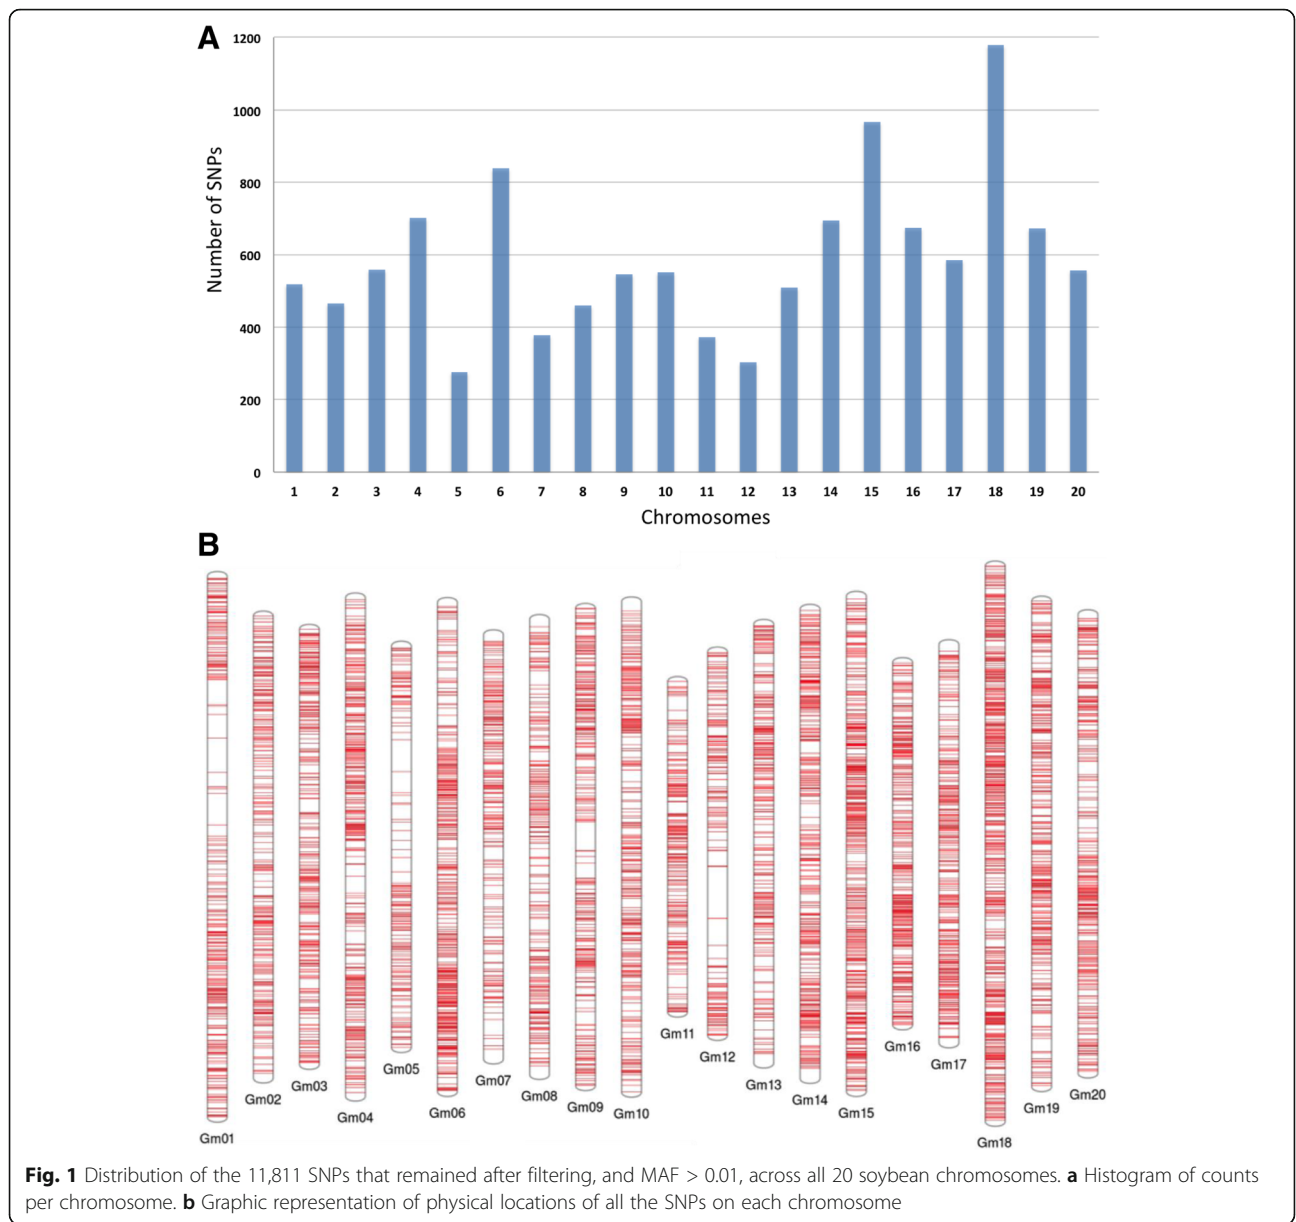 A
1200
1000
800
600
400
200
0
Number of SNPs
1 2 3 4 5 6 7 8 9 10 11 12 13 14 15 16 17 18 19 20
Chromosomes
B
Gm01 Gm02 Gm03 Gm04 Gm05 Gm06 Gm07 Gm08 Gm09 Gm10 Gm11 Gm12 Gm13 Gm14 Gm15 Gm16 Gm17 Gm18 Gm19 Gm20
Fig. 1 Distribution of the 11,811 SNPs that remained after filtering, and MAF > 0.01, across all 20 soybean chromosomes. a Histogram of counts
per chromosome. b Graphic representation of physical locations of all the SNPs on each chromosome